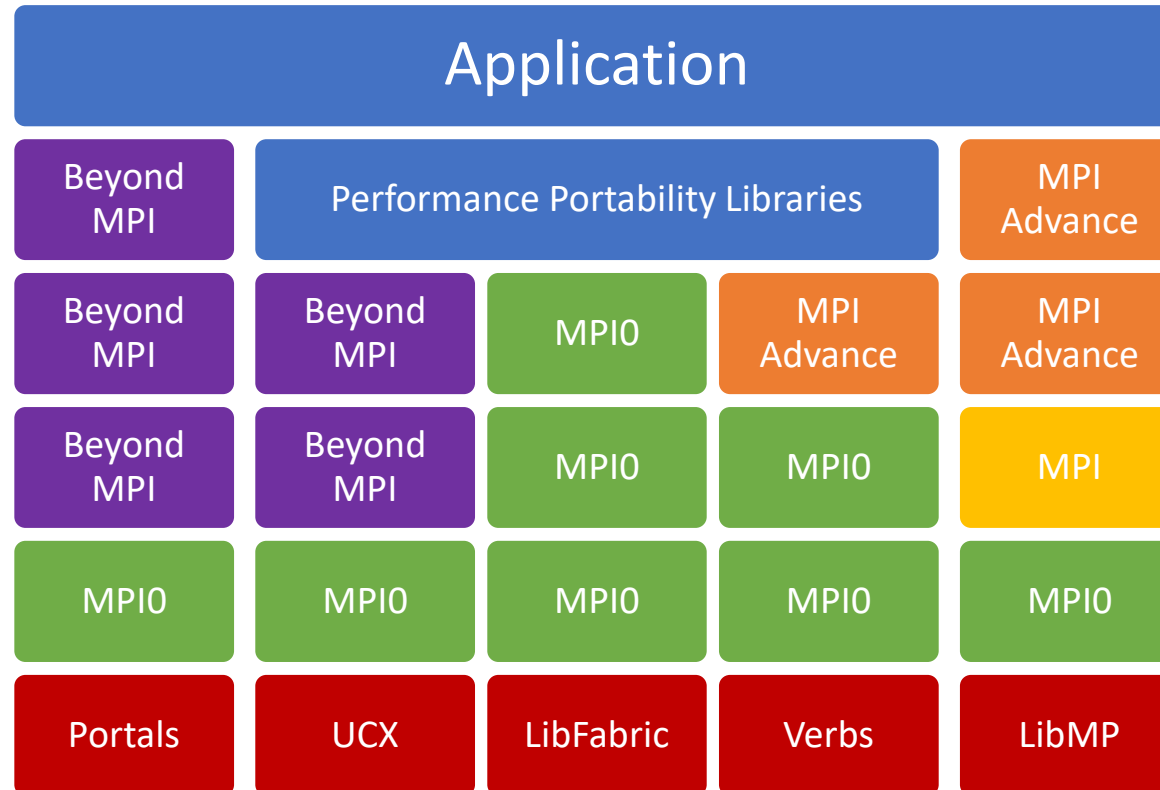 Application
Beyond
MPI
Performance Portability Libraries
MPI
Advance
Beyond
MPI
Beyond
MPI
MPI0
MPI
Advance
MPI
Advance
Beyond
MPI
Beyond
MPI
MPI0
MPI0
MPI
MPI0
MPI0
MPI0
MPI0
MPI0
Portals
UCX
LibFabric
Verbs
LibMP